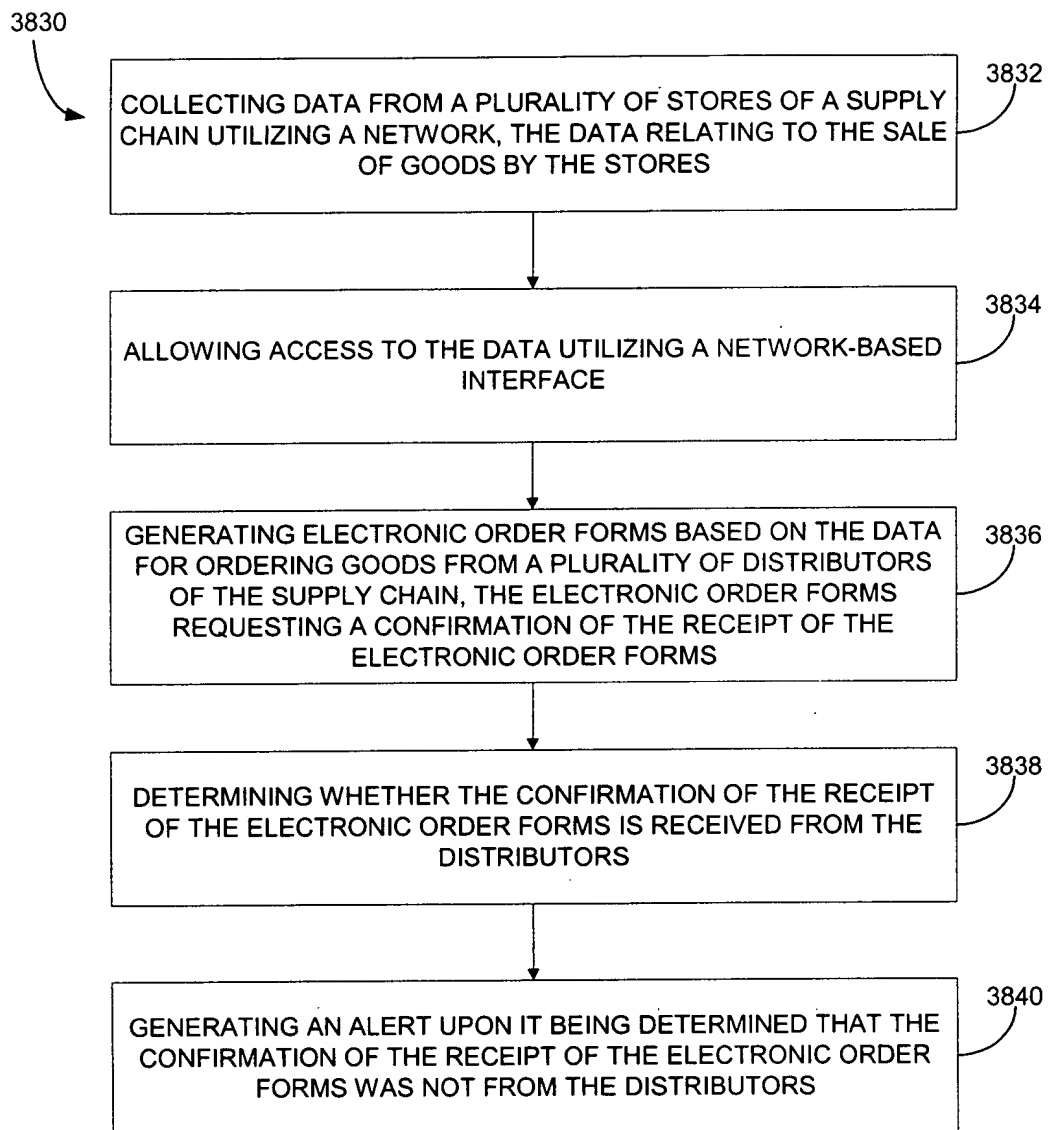 3830
3832
COLLECTING DATA FROM A PLURALITY OF STORES OF A SUPPLY
CHAIN UTILIZING A NETWORK, THE DATA RELATING TO THE SALE
OF GOODS BY THE STORES
3834
ALLOWING ACCESS TO THE DATA UTILIZING A NETWORK-BASED
INTERFACE
3836
GENERATING ELECTRONIC ORDER FORMS BASED ON THE DATA
FOR ORDERING GOODS FROM A PLURALITY OF DISTRIBUTORS
OF THE SUPPLY CHAIN, THE ELECTRONIC ORDER FORMS
REQUESTING A CONFIRMATION OF THE RECEIPT OF THE
ELECTRONIC ORDER FORMS
3838
DETERMINING WHETHER THE CONFIRMATION OF THE RECEIPT
OF THE ELECTRONIC ORDER FORMS IS RECEIVED FROM THE
DISTRIBUTORS
3840
GENERATING AN ALERT UPON IT BEING DETERMINED THAT THE
CONFIRMATION OF THE RECEIPT OF THE ELECTRONIC ORDER
FORMS WAS NOT FROM THE DISTRIBUTORS